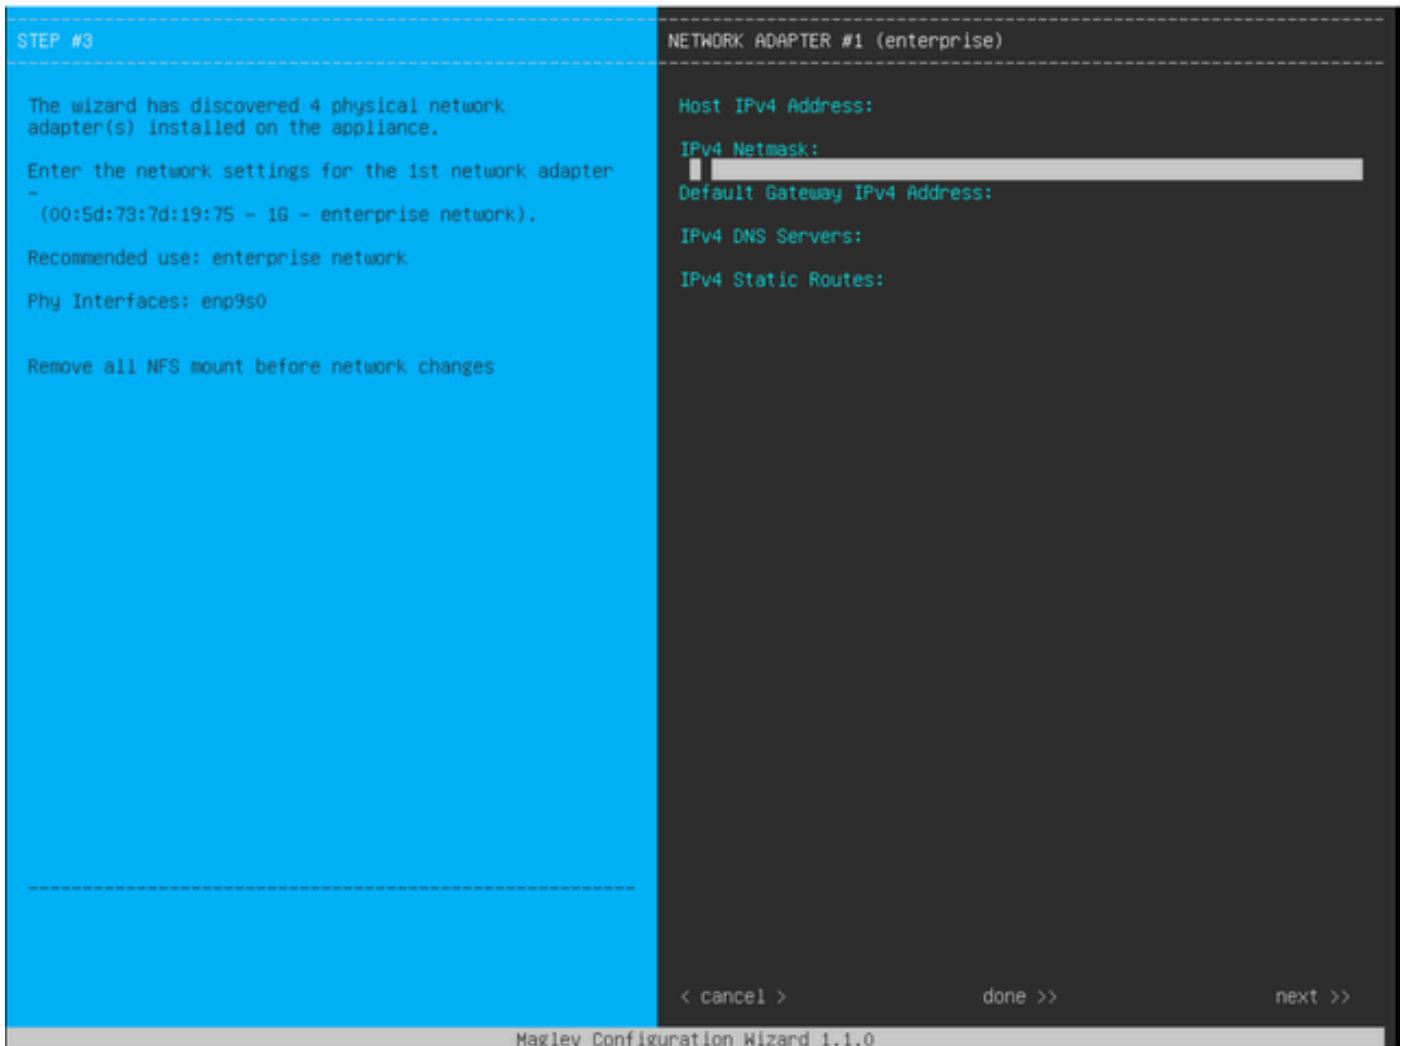 STEP #3
The wizard has discovered 4 physical network
adapter(s) installed on the appliance.
Enter the network settings for the 1st network adapter
-
(00:5d:73:7d:19:75 - 1G - enterprise network).
Recommended use: enterprise network
Phy Interfaces: enp9s0
Remove all NFS mount before network changes
NETWORK ADAPTER #1 (enterprise)
Host IPv4 Address:
IPv4 Netmask:
Default Gateway IPv4 Address:
IPv4 DNS Servers:
IPv4 Static Routes:
< cancel > done >> next >>
Maglev Configuration Wizard 1.1.0